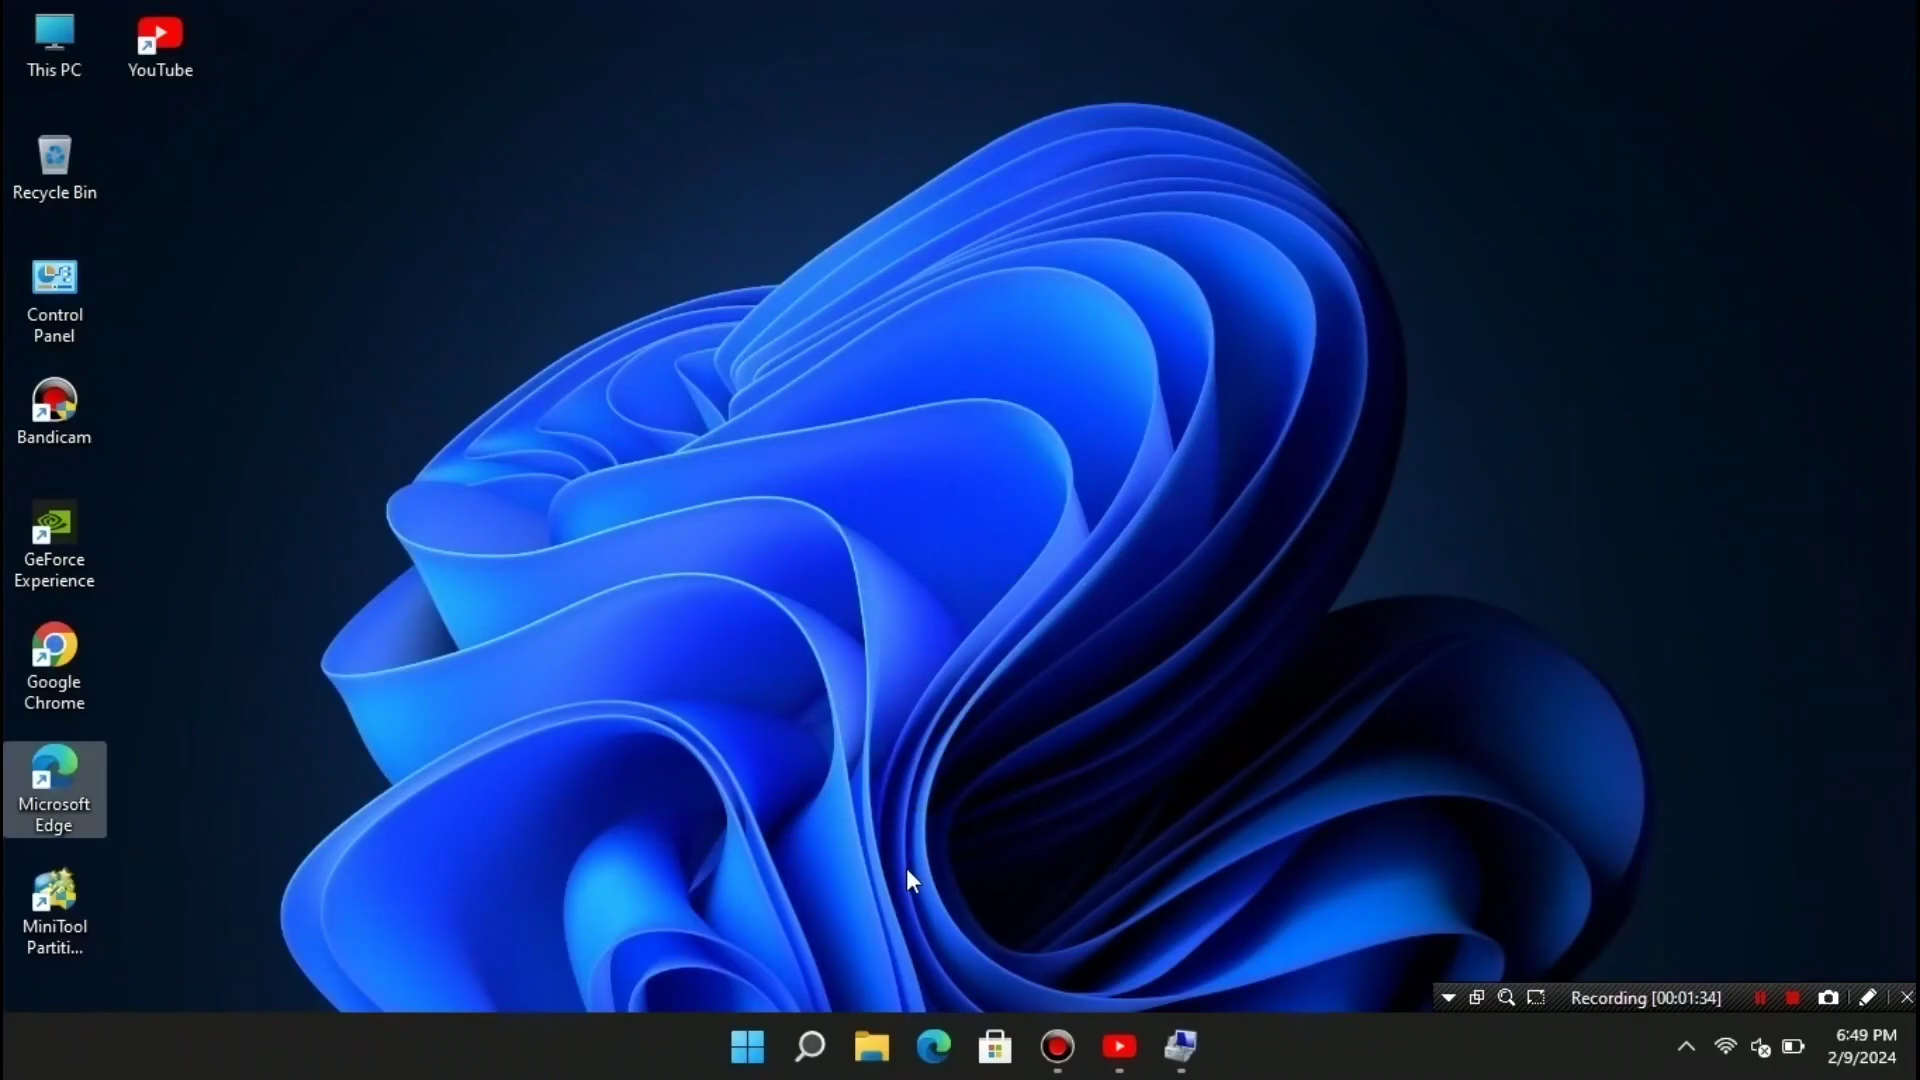 This PC
YouTube
Recycle Bin
Control
Panel
Bandicam
GeForce
Experience
Google
Chrome
Microsoft
Edge
MiniTool
Partiti...
Recording [00:01:34]
6:49 PM
2/9/2024